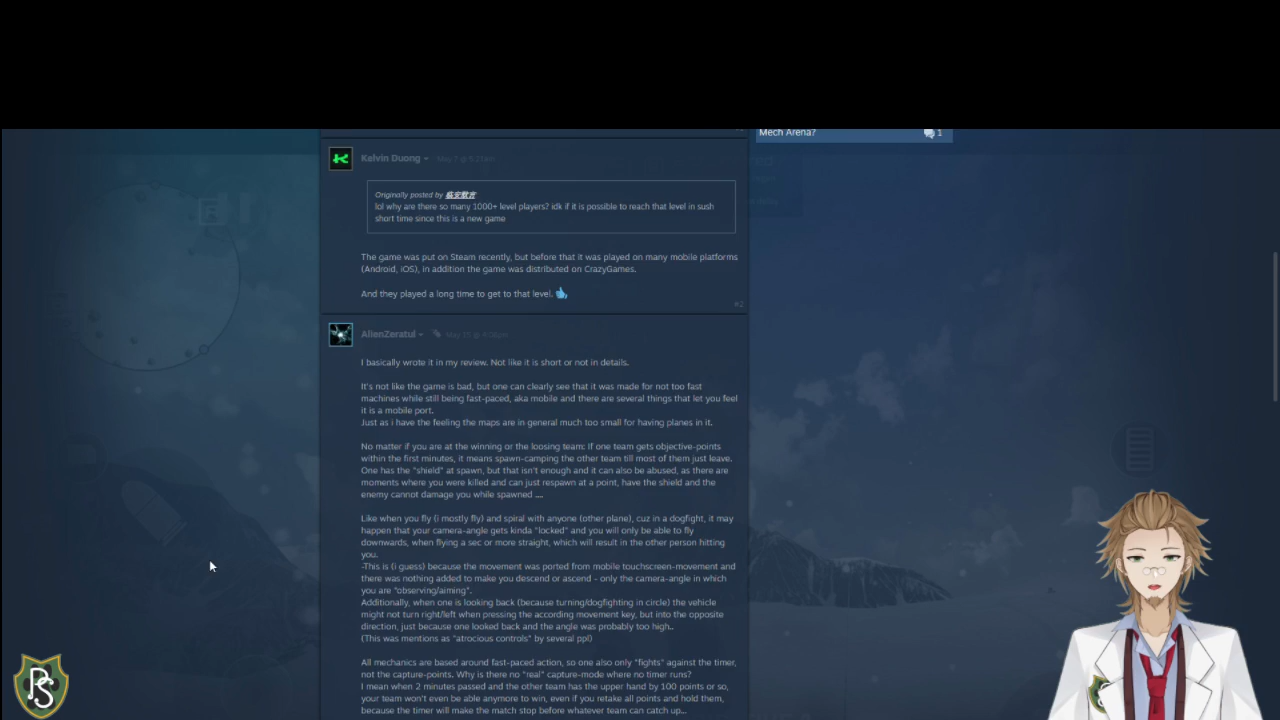 Mech Arena?
1
Kelvin Duong
Originally posted by 临安散言:
lol why are there so many 1000+ level players? idk if it is possible to reach that level in sush
short time since this is a new game
The game was put on Steam recently, but before that it was played on many mobile platforms
(Android, iOS), in addition the game was distributed on CrazyGames.
And they played a long time to get to that level.
#2
AlienZeratul
I basically wrote it in my review. Not like it is short or not in details.
It's not like the game is bad, but one can clearly see that it was made for not too fast
machines while still being fast-paced, aka mobile and there are several things that let you feel
it is a mobile port.
Just as i have the feeling the maps are in general much too small for having planes in it.
No matter if you are at the winning or the loosing team: If one team gets objective-points
within the first minutes, it means spawn-camping the other team till most of them just leave.
One has the "shield" at spawn, but that isn't enough and it can also be abused, as there are
moments where you were killed and can just respawn at a point, have the shield and the
enemy cannot damage you while spawned ....
Like when you fly (i mostly fly) and spiral with anyone (other plane), cuz in a dogfight, it may
happen that your camera-angle gets kinda "locked" and you will only be able to fly
downwards, when flying a sec or more straight, which will result in the other person hitting
you.
-This is (i guess) because the movement was ported from mobile touchscreen-movement and
there was nothing added to make you descend or ascend - only the camera-angle in which
you are "observing/aiming".
Additionally, when one is looking back (because turning/dogfighting in circle) the vehicle
might not turn right/left when pressing the according movement key, but into the opposite
direction, just because one looked back and the angle was probably too high..
(This was mentions as "atrocious controls" by several ppl)
All mechanics are based around fast-paced action, so one also only "fights" against the timer,
not the capture-points. Why is there no "real" capture-mode where no timer runs?
I mean when 2 minutes passed and the other team has the upper hand by 100 points or so,
your team won't even be able anymore to win, even if you retake all points and hold them,
because the timer will make the match stop before whatever team can catch up...
PS